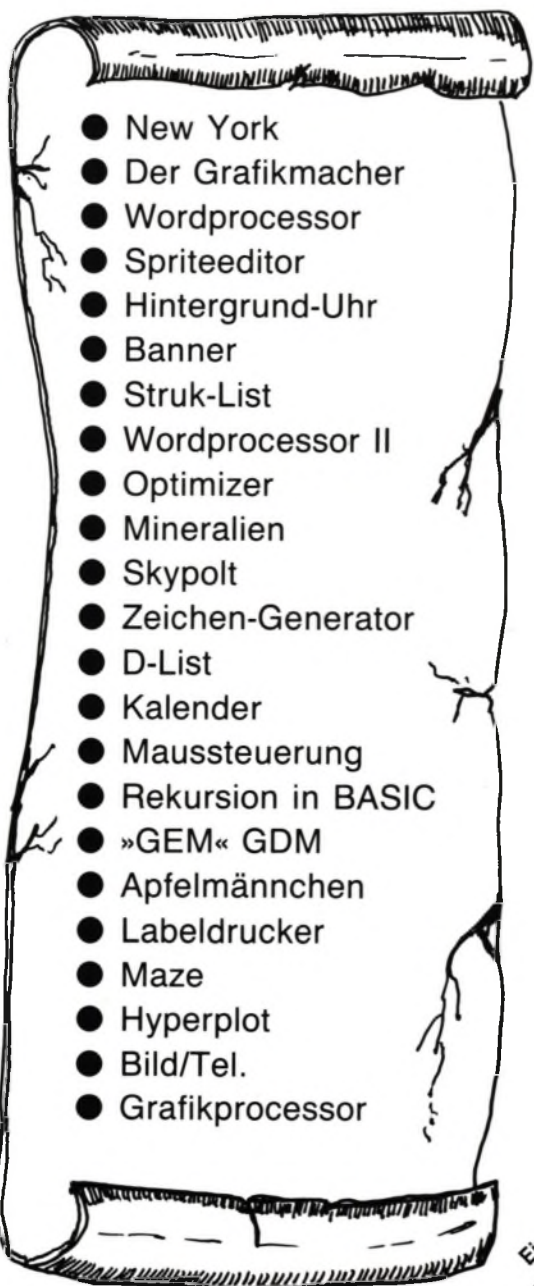 ● New York
● Der Grafikmacher
● Wordprocessor
● Spriteeditor
● Hintergrund-Uhr
● Banner
● Struk-List
● Wordprocessor II
● Optimizer
● Mineralien
● Skypolt
● Zeichen-Generator
● D-List
● Kalender
● Maussteuerung
● Rekursion in BASIC
● »GEM« GDM
● Apfelmännchen
● Labeldrucker
● Maze
● Hyperplot
● Bild/Tel.
● Grafikprocessor